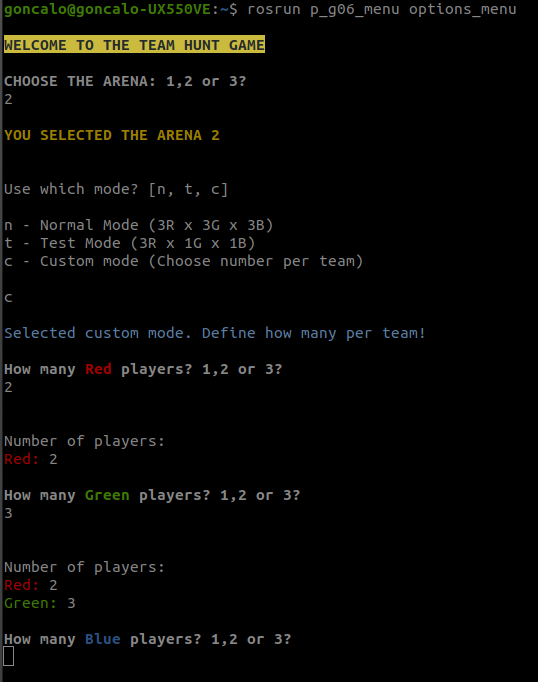 goncalo@goncalo-UX550VE:~$ rosrun p_g06_menu options_menu
WELCOME TO THE TEAM HUNT GAME
CHOOSE THE ARENA: 1,2 or 3?
2
YOU SELECTED THE ARENA 2
Use which mode? [n, t, c]
n - Normal Mode (3R x 3G x 3B)
t - Test Mode (3R x 1G x 1B)
c - Custom mode (Choose number per team)
c
Selected custom mode. Define how many per team!
How many Red players? 1,2 or 3?
2
Number of players:
Red: 2
How many Green players? 1,2 or 3?
3
Number of players:
Red: 2
Green: 3
How many Blue players? 1,2 or 3?